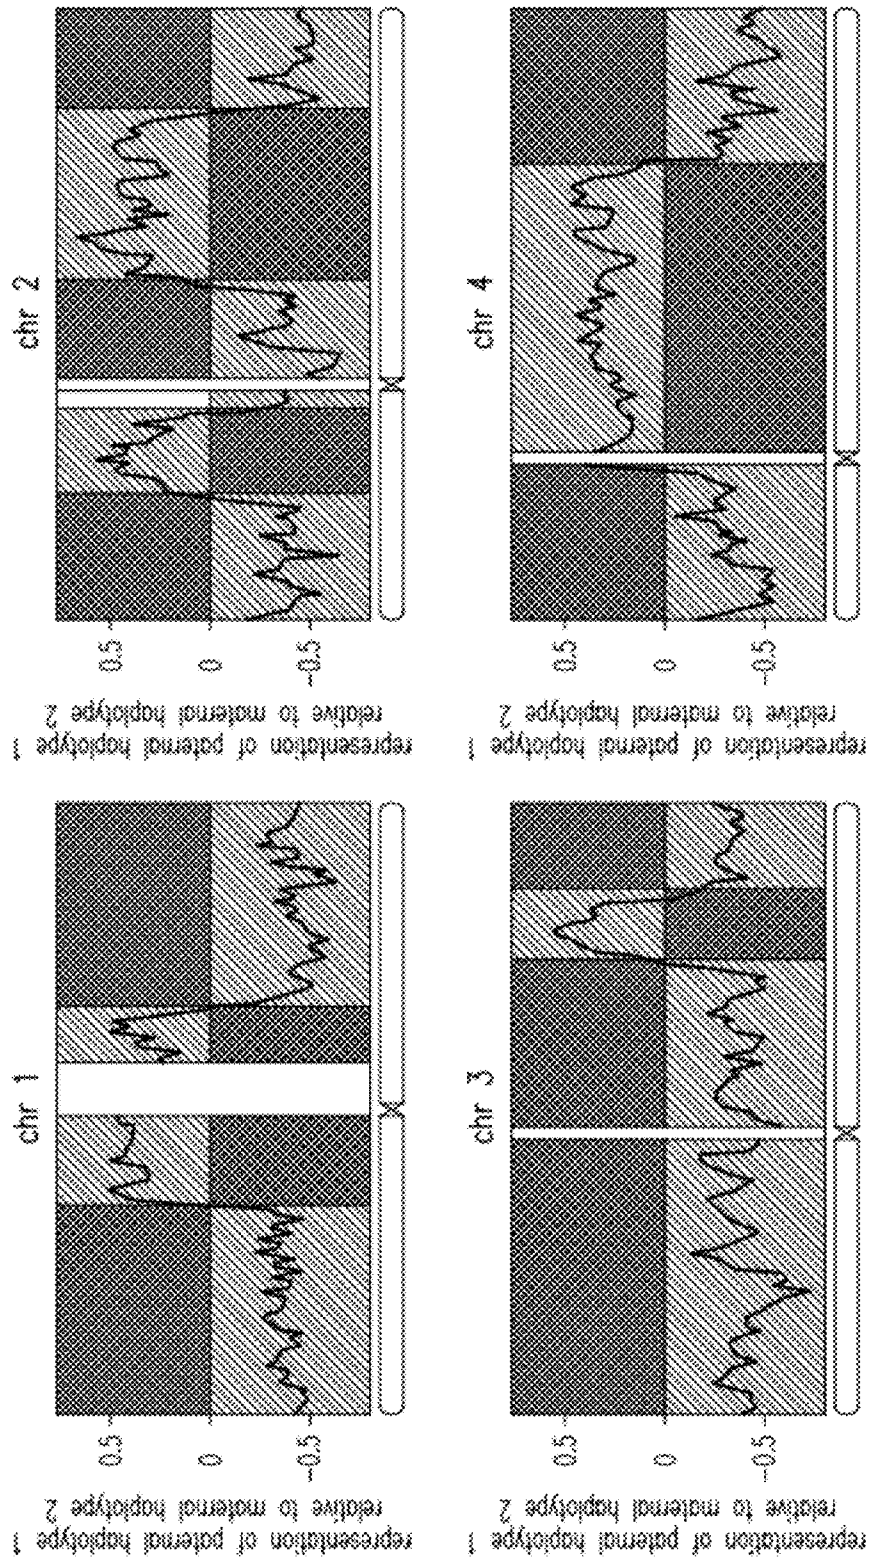 chr 1
representation of paternal haplotype 1
relative to maternal haplotype 2
0.5
0
-0.5
chr 2
representation of paternal haplotype 1
relative to maternal haplotype 2
0.5
0
-0.5
chr 3
representation of paternal haplotype 1
relative to maternal haplotype 2
0.5
0
-0.5
chr 4
representation of paternal haplotype 1
relative to maternal haplotype 2
0.5
0
-0.5